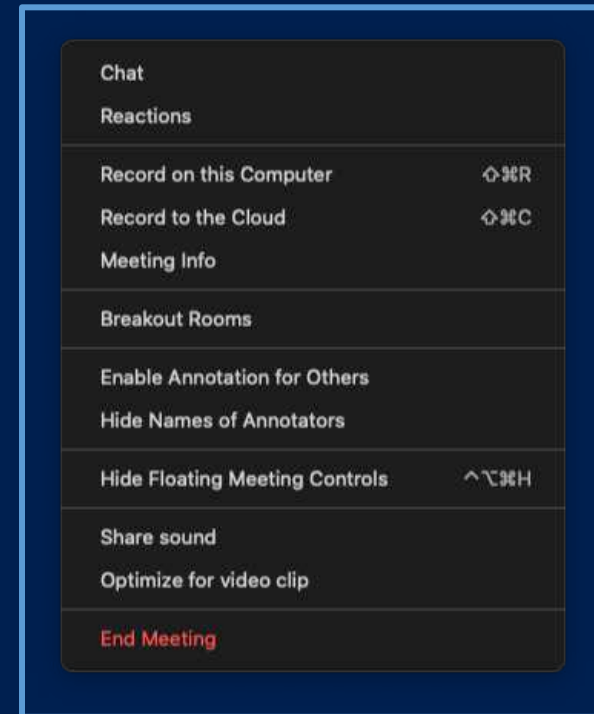 Chat
Reactions
Record on this Computer ⇧⌘R
Record to the Cloud ⇧⌘C
Meeting Info
Breakout Rooms
Enable Annotation for Others
Hide Names of Annotators
Hide Floating Meeting Controls ^⌥⌘H
Share sound
Optimize for video clip
End Meeting